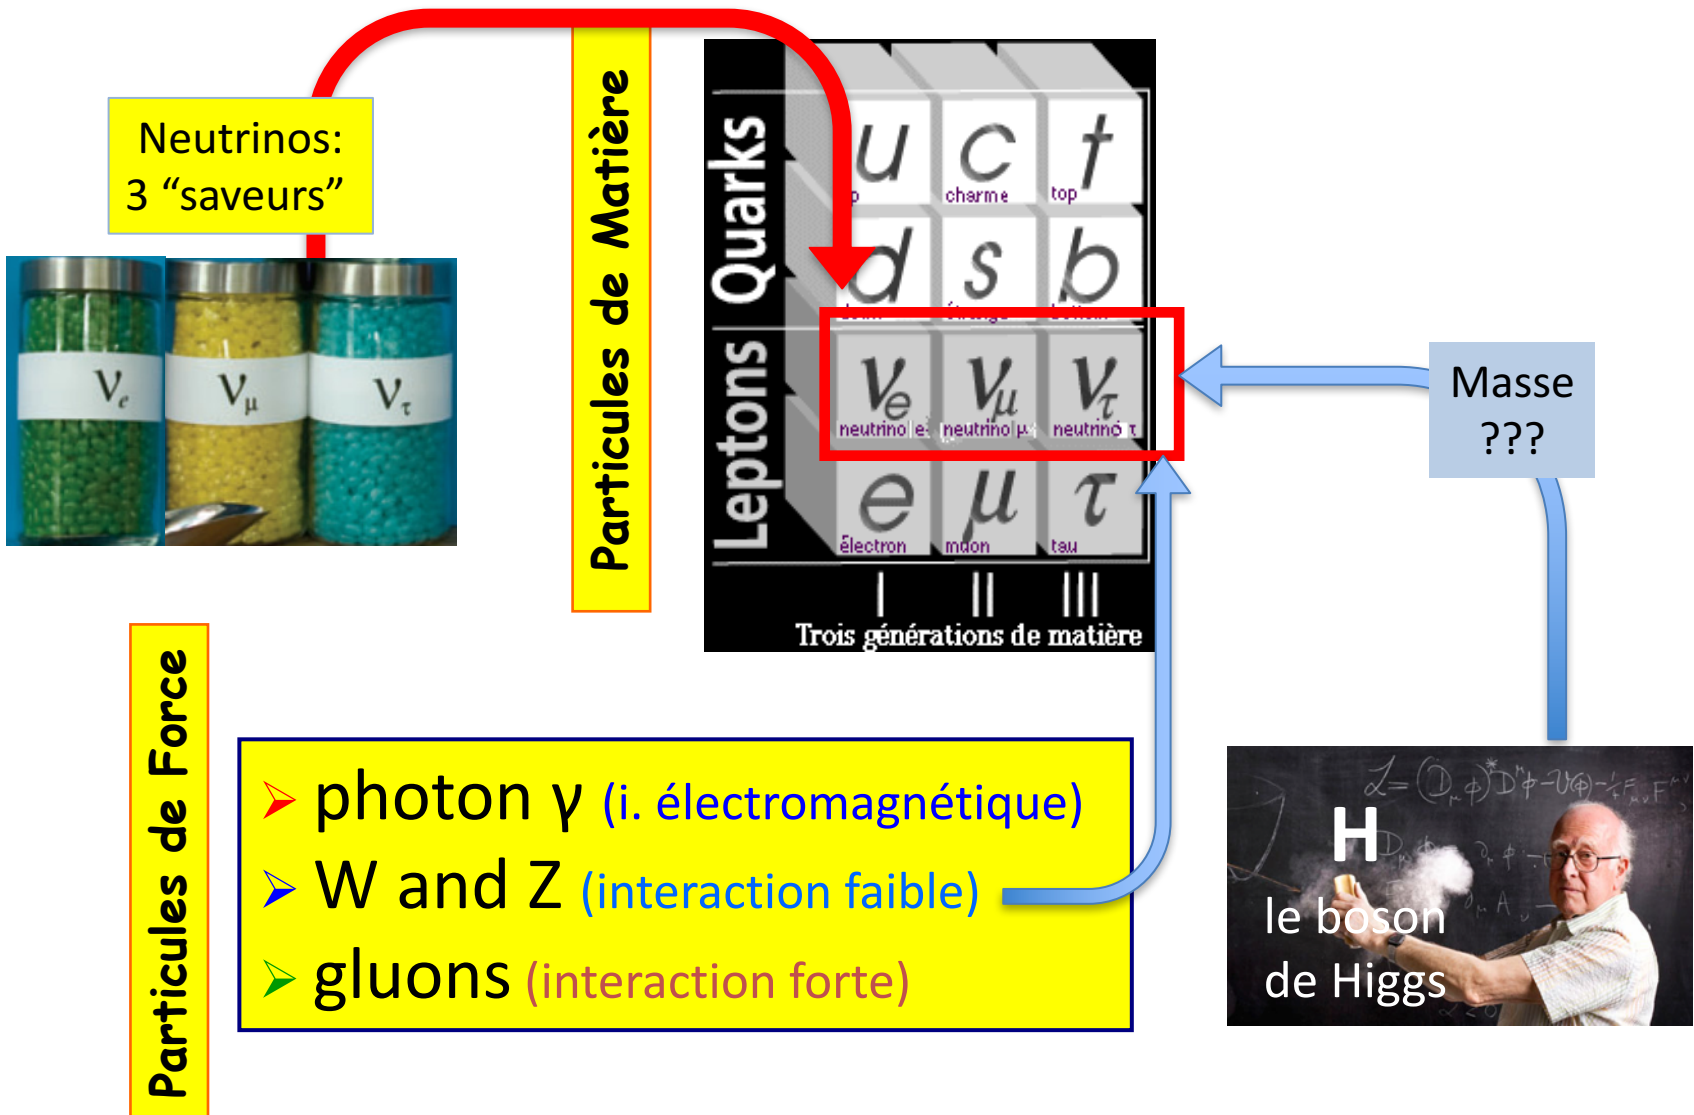 Neutrinos:
3 “saveurs”
νe
νμ
ντ
Particules de Matière
Quarks
u
c
t
charme
top
d
s
b
Leptons
νe
νμ
ντ
neutrino e
neutrino μ
neutrino τ
e
μ
τ
électron
muon
tau
I II III
Trois générations de matière
Masse
???
Particules de Force
photon γ (i. électromagnétique)
W and Z (interaction faible)
gluons (interaction forte)
H
le boson
de Higgs